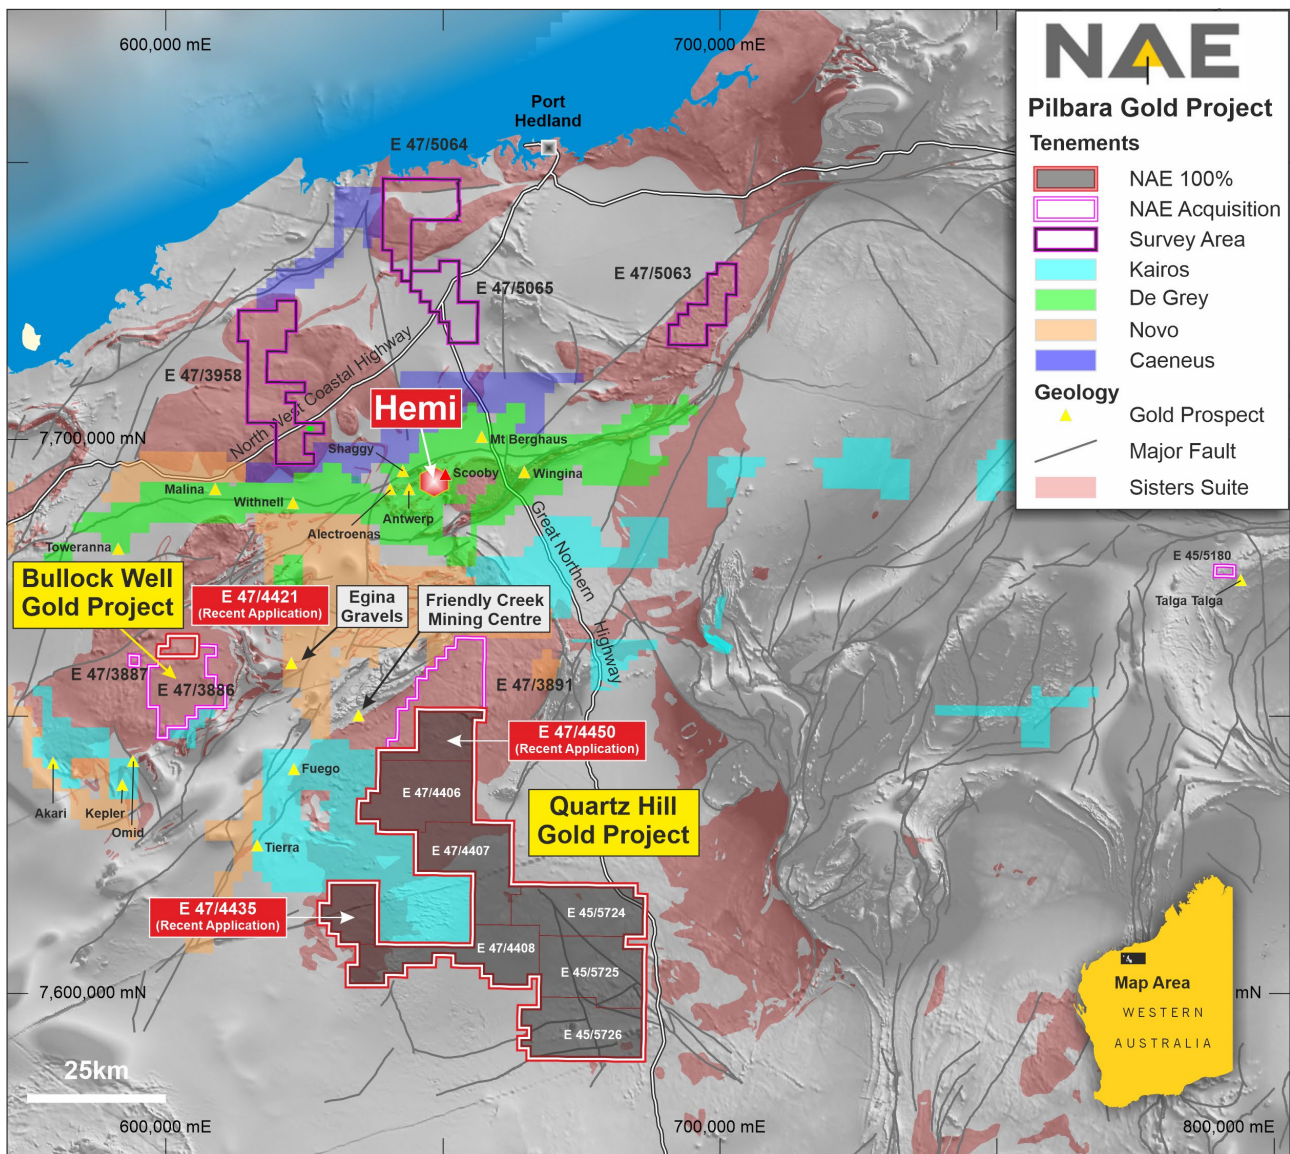 600,000 mE
700,000 mE
NAE
Pilbara Gold Project
Tenements
NAE 100%
NAE Acquisition
Survey Area
Kairos
De Grey
Novo
Caeneus
Geology
Gold Prospect
Major Fault
Sisters Suite
Port
Hedland
E 47/5064
E 47/5063
E 47/5065
E 47/3958
North West Coastal Highway
Hemi
7,700,000 mN
Mt Berghaus
Shaggy
Scooby
Wingina
Malina
Withnell
Antwerp
Alectroenas
Great Northern Highway
Toweranna
E 45/5180
Talga Talga
Bullock Well
Gold Project
E 47/4421
(Recent Application)
Egina
Gravels
Friendly Creek
Mining Centre
E 47/3887
E 47/3886
E 47/3891
E 47/4450
(Recent Application)
Fuego
E 47/4406
Akari
Kepler
Omid
Quartz Hill
Gold Project
Tierra
E 47/4407
E 47/4435
(Recent Application)
E 45/5724
E 47/4408
E 45/5725
E 45/5726
7,600,000 mN
mN
Map Area
WESTERN
AUSTRALIA
25km
600,000 mE
700,000 mE
800,000 mE